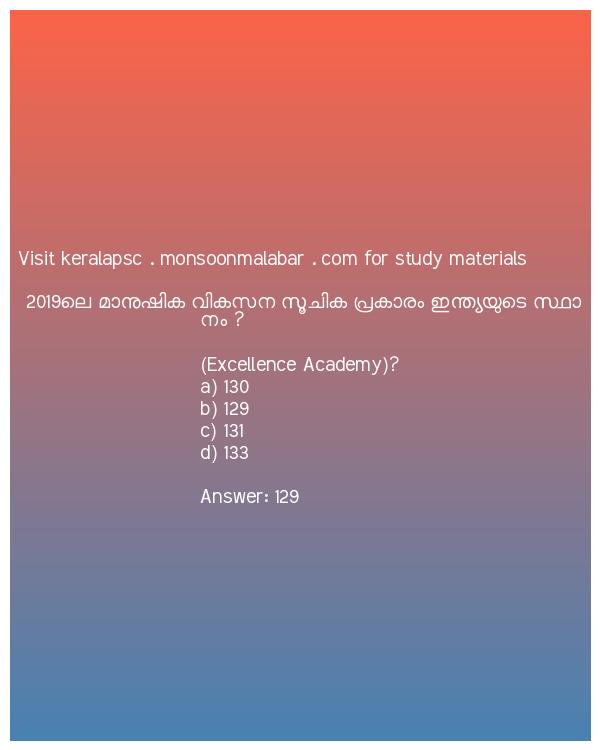 Visit keralapsc . monsoonmalabar . com for study materials
2019ലെ മാനുഷിക വികസന സൂചിക പ്രകാരം ഇന്ത്യയുടെ സ്ഥാ
നം ?
(Excellence Academy)?
a) 130
b) 129
c) 131
d) 133
Answer: 129